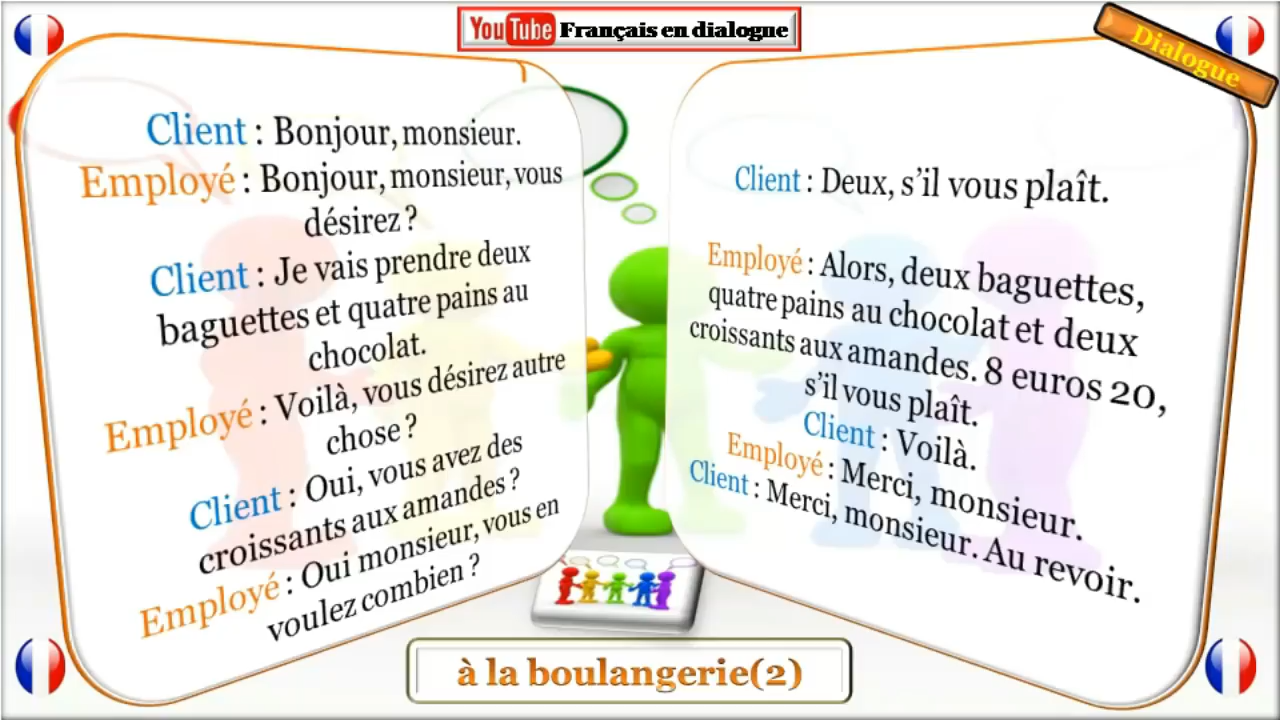 YouTube Français en dialogue
Dialogue
Client : Bonjour, monsieur.
Employé : Bonjour, monsieur, vous
désirez ?
Client : Je vais prendre deux
baguettes et quatre pains au
chocolat.
Employé : Voilà, vous désirez autre
chose ?
Client : Oui, vous avez des
croissants aux amandes ?
Employé : Oui monsieur, vous en
voulez combien ?
Client : Deux, s’il vous plaît.
Employé : Alors, deux baguettes,
quatre pains au chocolat et deux
croissants aux amandes. 8 euros 20,
s’il vous plaît.
Client : Voilà.
Employé : Merci, monsieur.
Client : Merci, monsieur. Au revoir.
à la boulangerie(2)